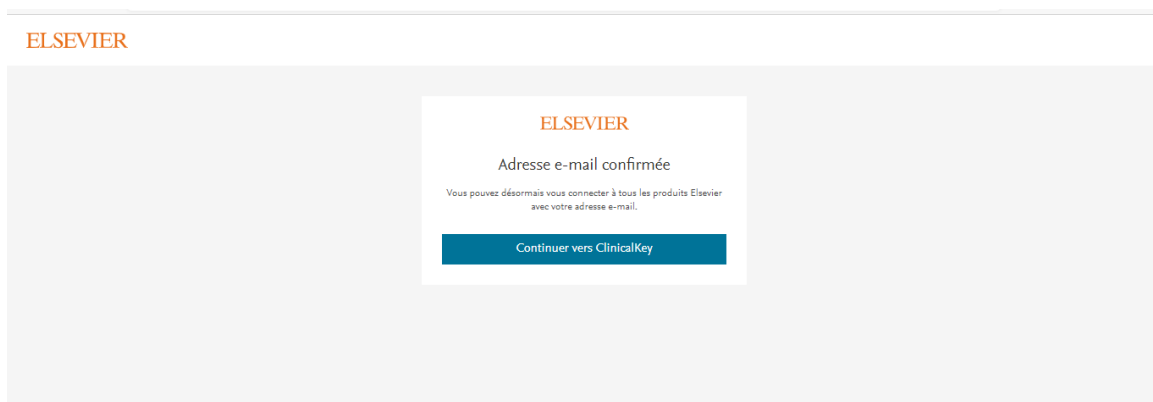 ELSEVIER
ELSEVIER
Adresse e-mail confirmée
Vous pouvez désormais vous connecter à tous les produits Elsevier
avec votre adresse e-mail.
Continuer vers ClinicalKey